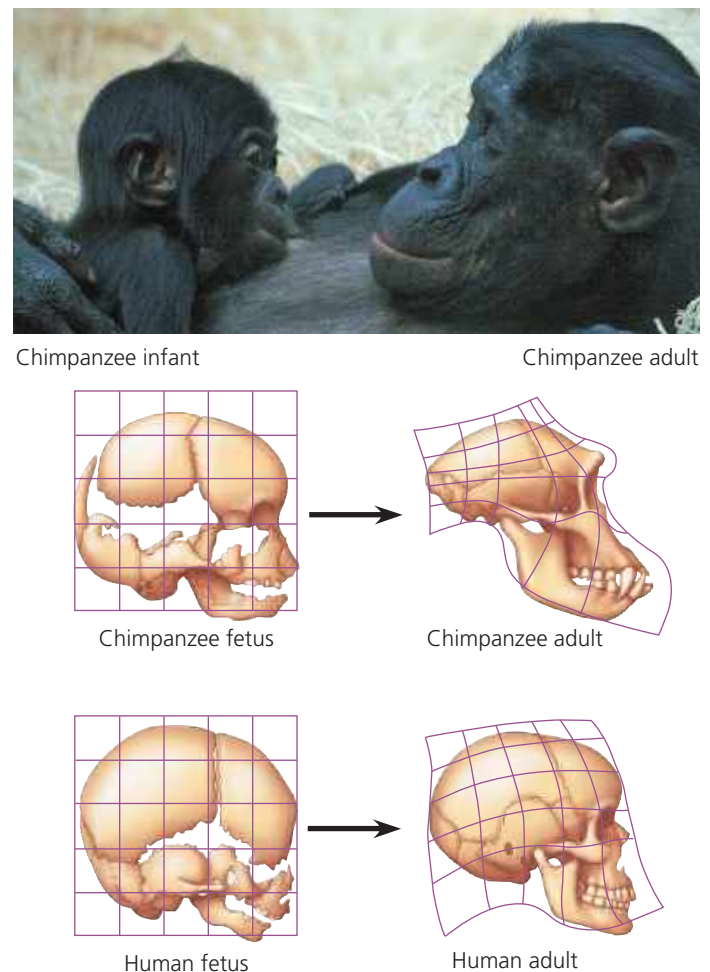 Chimpanzee infant
Chimpanzee adult
Chimpanzee fetus
Chimpanzee adult
Human fetus
Human adult